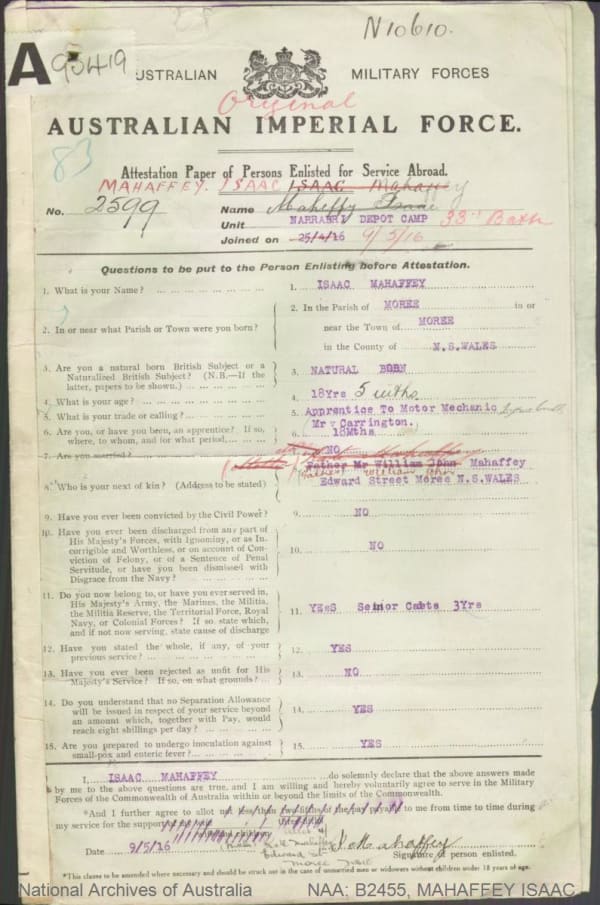 N10610.
A 95419
AUSTRALIAN MILITARY FORCES
Original
AUSTRALIAN IMPERIAL FORCE.
83
Attestation Paper of Persons Enlisted for Service Abroad.
MAHAFFEY. ISAAC ISAAC Mahaffey
No. 2599 Name Maheffy Isaac
Unit NARRABRI DEPOT CAMP 33rd Battn
Joined on 25/4/16 9/5/16
Questions to be put to the Person Enlisting before Attestation.
1. What is your Name? 1. ISAAC MAHAFFEY
2. In or near what Parish or Town were you born? 2. In the Parish of MOREE in or
near the Town of MOREE
in the County of N.S.WALES
3. Are you a natural born British Subject or a
Naturalized British Subject? (N.B.—If the
latter, papers to be shown.) 3. NATURAL BORN
4. What is your age? 4. 18Yrs 5 mths
5. What is your trade or calling? 5. Apprentice To Motor Mechanic
6. Are you, or have you been, an apprentice? If so,
where, to whom, and for what period 6. Mr Carrington.
18Mths
7. Are you married? 7. NO
8. Who is your next of kin? (Address to be stated) 8. Father Mr William John Mahaffey
(Father) William John
Edward Street Moree N.S.WALES
9. Have you ever been convicted by the Civil Power? 9. NO
10. Have you ever been discharged from any part of
His Majesty's Forces, with Ignominy, or as In-
corrigible and Worthless, or on account of Con-
viction of Felony, or of a Sentence of Penal
Servitude, or have you been dismissed with
Disgrace from the Navy? 10. NO
11. Do you now belong to, or have you ever served in,
His Majesty's Army, the Marines, the Militia,
the Militia Reserve, the Territorial Force, Royal
Navy, or Colonial Forces? If so, state which,
and if not now serving, state cause of discharge 11. YEsS Seinor Cabts 3Yrs
12. Have you stated the whole, if any, of your
previous service? 12. YES
13. Have you ever been rejected as unfit for His
Majesty's Service? If so, on what grounds? 13. NO
14. Do you understand that no Separation Allowance
will be issued in respect of your service beyond
an amount which, together with Pay, would
reach eight shillings per day? 14. YES
15. Are you prepared to undergo inoculation against
small-pox and enteric fever? 15. YES
I, ISAAC MAHAFFEY do solemnly declare that the above answers made
by me to the above questions are true, and I am willing and hereby voluntarily agree to serve in the Military
Forces of the Commonwealth of Australia within or beyond the limits of the Commonwealth.
*And I further agree to allot not less than two-fifths of the pay payable to me from time to time during
my service for the support of my
Edward St
Moree
Date 9/5/16 I. Mahaffey
Signature of person enlisted.
*This clause to be amended where necessary and should be struck out in the case of unmarried men or widowers without children under 18 years of age.
National Archives of Australia NAA: B2455, MAHAFFEY ISAAC